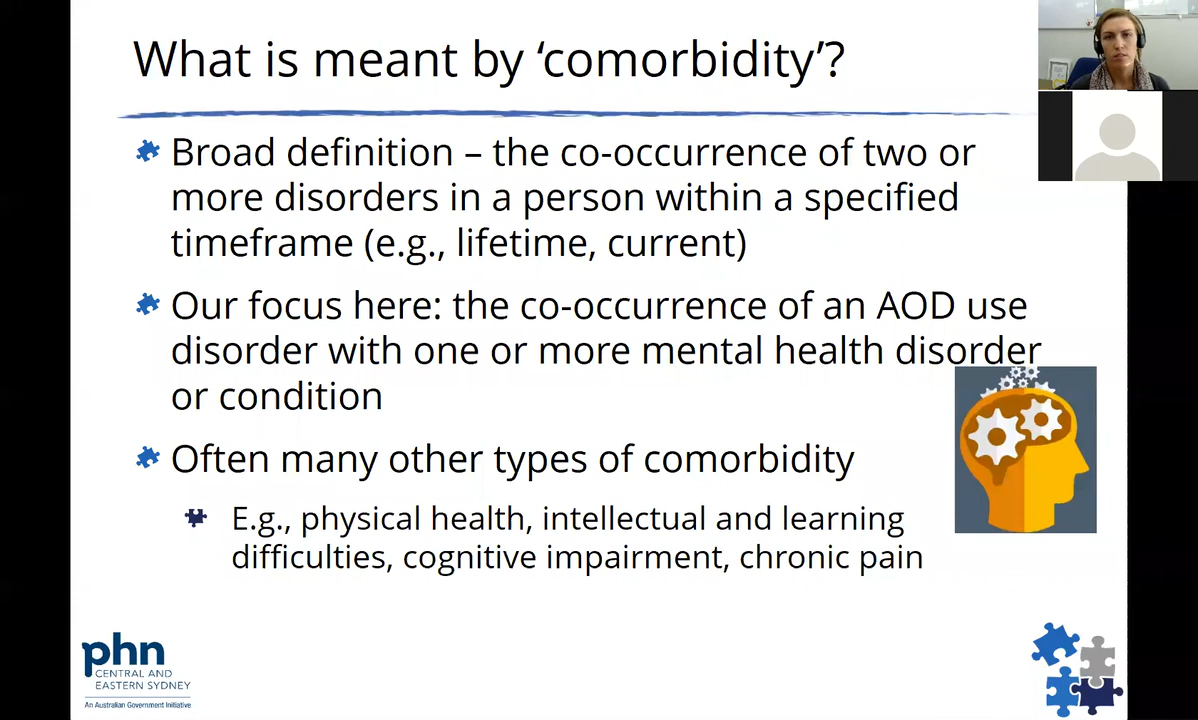 What is meant by ‘comorbidity’?
Broad definition – the co-occurrence of two or
more disorders in a person within a specified
timeframe (e.g., lifetime, current)
Our focus here: the co-occurrence of an AOD use
disorder with one or more mental health disorder
or condition
Often many other types of comorbidity
E.g., physical health, intellectual and learning
difficulties, cognitive impairment, chronic pain
phn
CENTRAL AND
EASTERN SYDNEY
An Australian Government Initiative